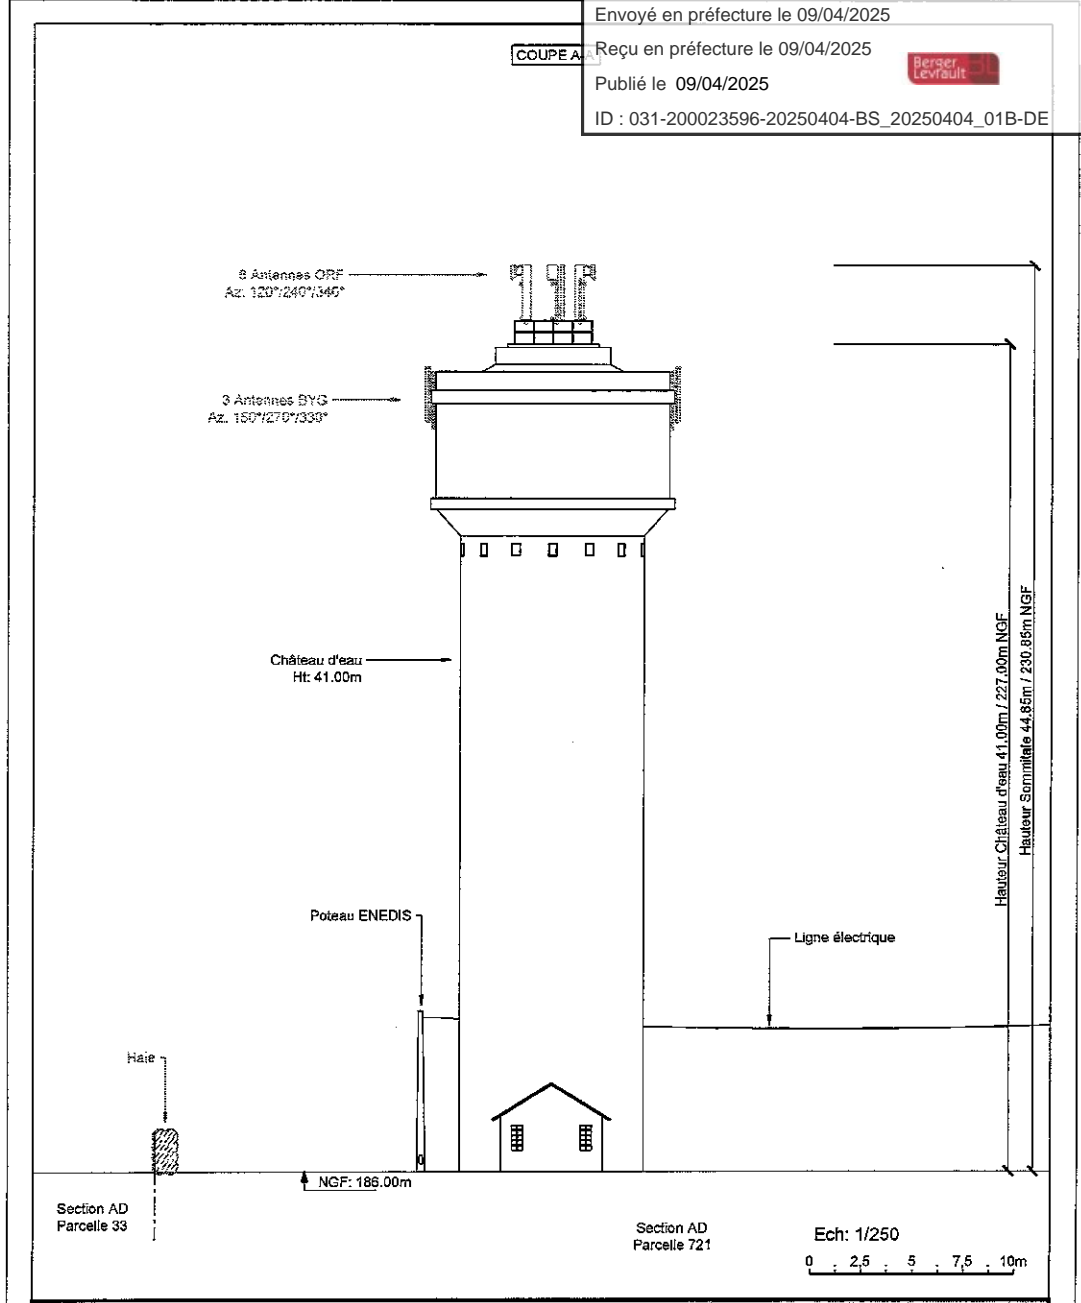 Envoyé en préfecture le 09/04/2025
Reçu en préfecture le 09/04/2025
Berger
Levrault
Publié le 09/04/2025
ID : 031-200023596-20250404-BS_20250404_01B-DE
COUPE A-A
Antennes ORF
Az. 120°/240°/340°
3 Antennes BYG
Az. 150°/270°/330°
Château d'eau
Ht: 41.00m
Hauteur Château d'eau 41.00m / 227.00m NGF
Hauteur Sommitale 44.85m / 230.85m NGF
Poteau ENEDIS
Ligne électrique
Haie
NGF: 186.00m
Section AD
Parcelle 33
Section AD
Parcelle 721
Ech: 1/250
0 2,5 5 7,5 10m